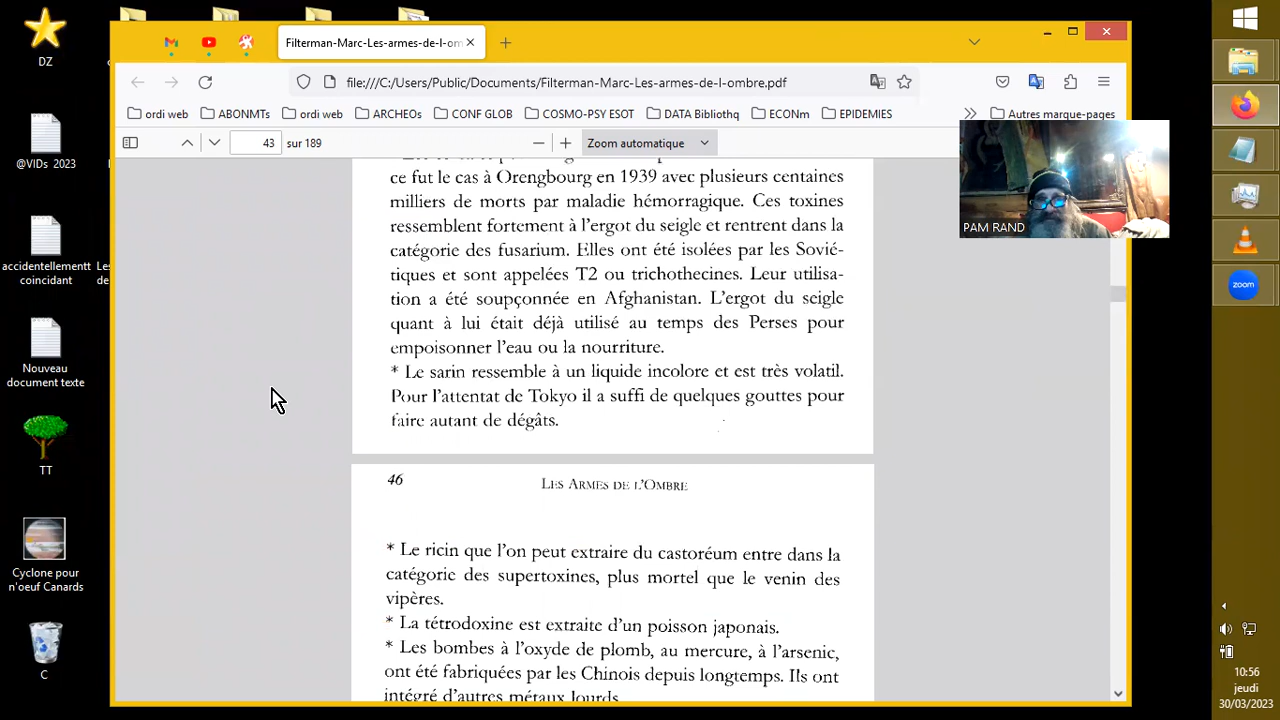 DZ
@VIDs 2023
accidentellementt
coincidant
Nouveau
document texte
TT
Cyclone pour
n'oeuf Canards
C
Filterman-Marc-Les-armes-de-l-om
file:///C:/Users/Public/Documents/Filterman-Marc-Les-armes-de-l-ombre.pdf
ordi web
ABONMTs
ordi web
ARCHEOs
CONF GLOB
COSMO-PSY ESOT
DATA Bibliothq
ECONm
EPIDEMIES
Autres marque-pages
43 sur 189
Zoom automatique
ce fut le cas à Orengbourg en 1939 avec plusieurs centaines
milliers de morts par maladie hémorragique. Ces toxines
ressemblent fortement à l'ergot du seigle et rentrent dans la
catégorie des fusarium. Elles ont été isolées par les Sovié-
tiques et sont appelées T2 ou trichothecines. Leur utilisa-
tion a été soupçonnée en Afghanistan. L'ergot du seigle
quant à lui était déjà utilisé au temps des Perses pour
empoisonner l'eau ou la nourriture.
* Le sarin ressemble à un liquide incolore et est très volatil.
Pour l'attentat de Tokyo il a suffi de quelques gouttes pour
faire autant de dégâts.
46
LES ARMES DE L'OMBRE
* Le ricin que l'on peut extraire du castoréum entre dans la
catégorie des supertoxines, plus mortel que le venin des
vipères.
* La tétrodoxine est extraite d'un poisson japonais.
* Les bombes à l'oxyde de plomb, au mercure, à l'arsenic,
ont été fabriquées par les Chinois depuis longtemps. Ils ont
intégré d'autres métaux lourds
PAM RAND
zoom
10:56
jeudi
30/03/2023